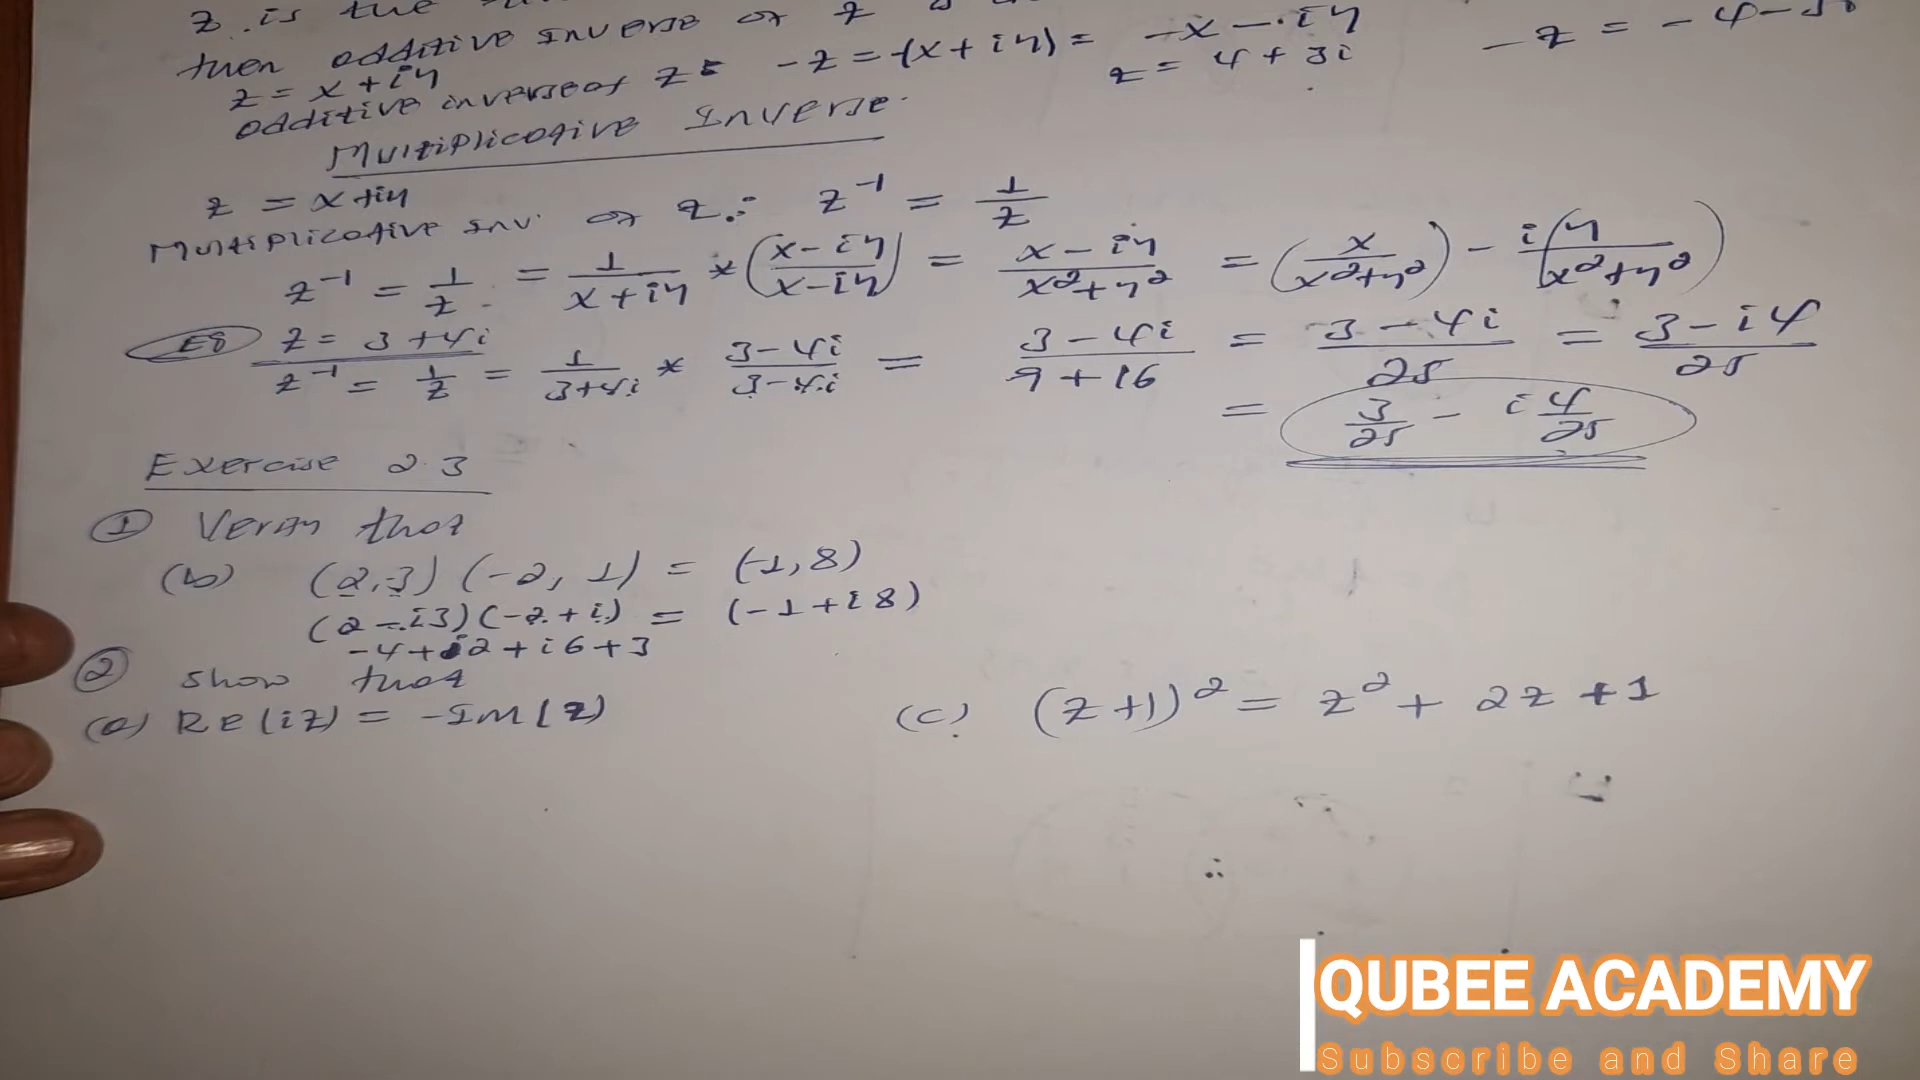 z is the
then additive inverse of z
z = x + iy
additive inverse of z = -z = -(x + iy) = -x - iy
z = 4 + 3i
-z = -4 -
Multiplicative Inverse.
z = x + iy
Multiplicative inv. of z: z^-1 = 1/z
z^-1 = 1/z = 1/(x + iy) * ((x - iy)/(x - iy)) = (x - iy)/(x² + y²) = (x/(x² + y²)) - i(y/(x² + y²))
Eg z = 3 + 4i
z^-1 = 1/z = 1/(3+4i) * (3 - 4i)/(3 - 4i) = (3 - 4i)/(9 + 16) = (3 - 4i)/25 = (3 - i4)/25
= 3/25 - i 4/25
Exercise 2.3
① Verify that
(b) (2,-3) (-2, 1) = (-1, 8)
(2 - i3)(-2 + i) = (-1 + i8)
-4 + i2 + i6 + 3
② show that
(a) Re(iz) = -Im(z) (c) (z+1)² = z² + 2z + 1
QUBEE ACADEMY
Subscribe and Share